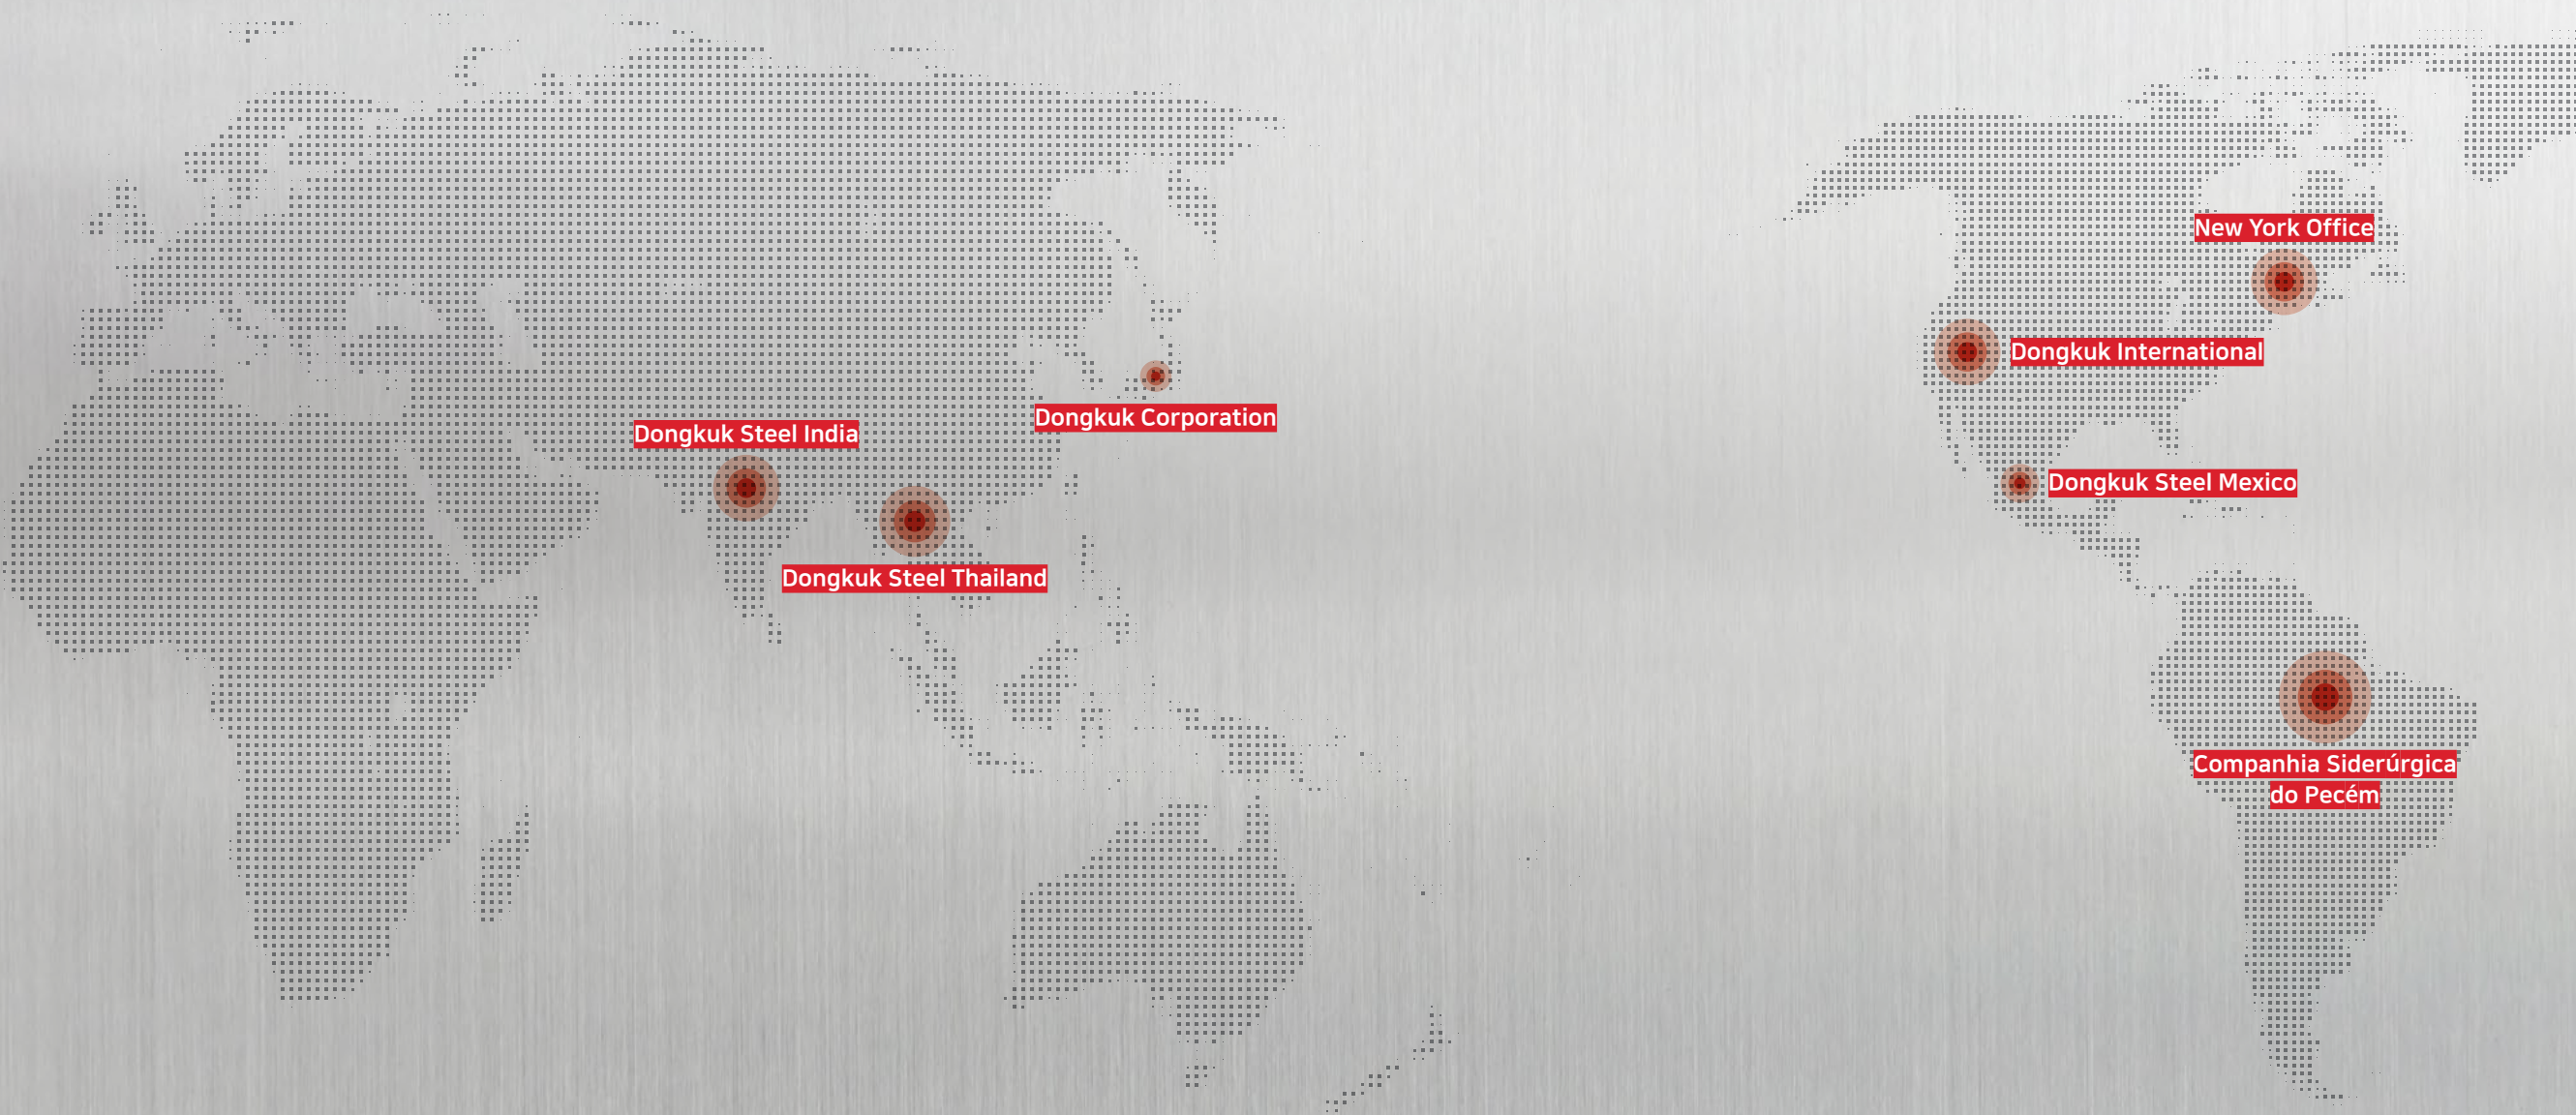 New York Office
Dongkuk International
Dongkuk Corporation
Dongkuk Steel India
Dongkuk Steel Mexico
Dongkuk Steel Thailand
Companhia Siderúrgica
do Pecém